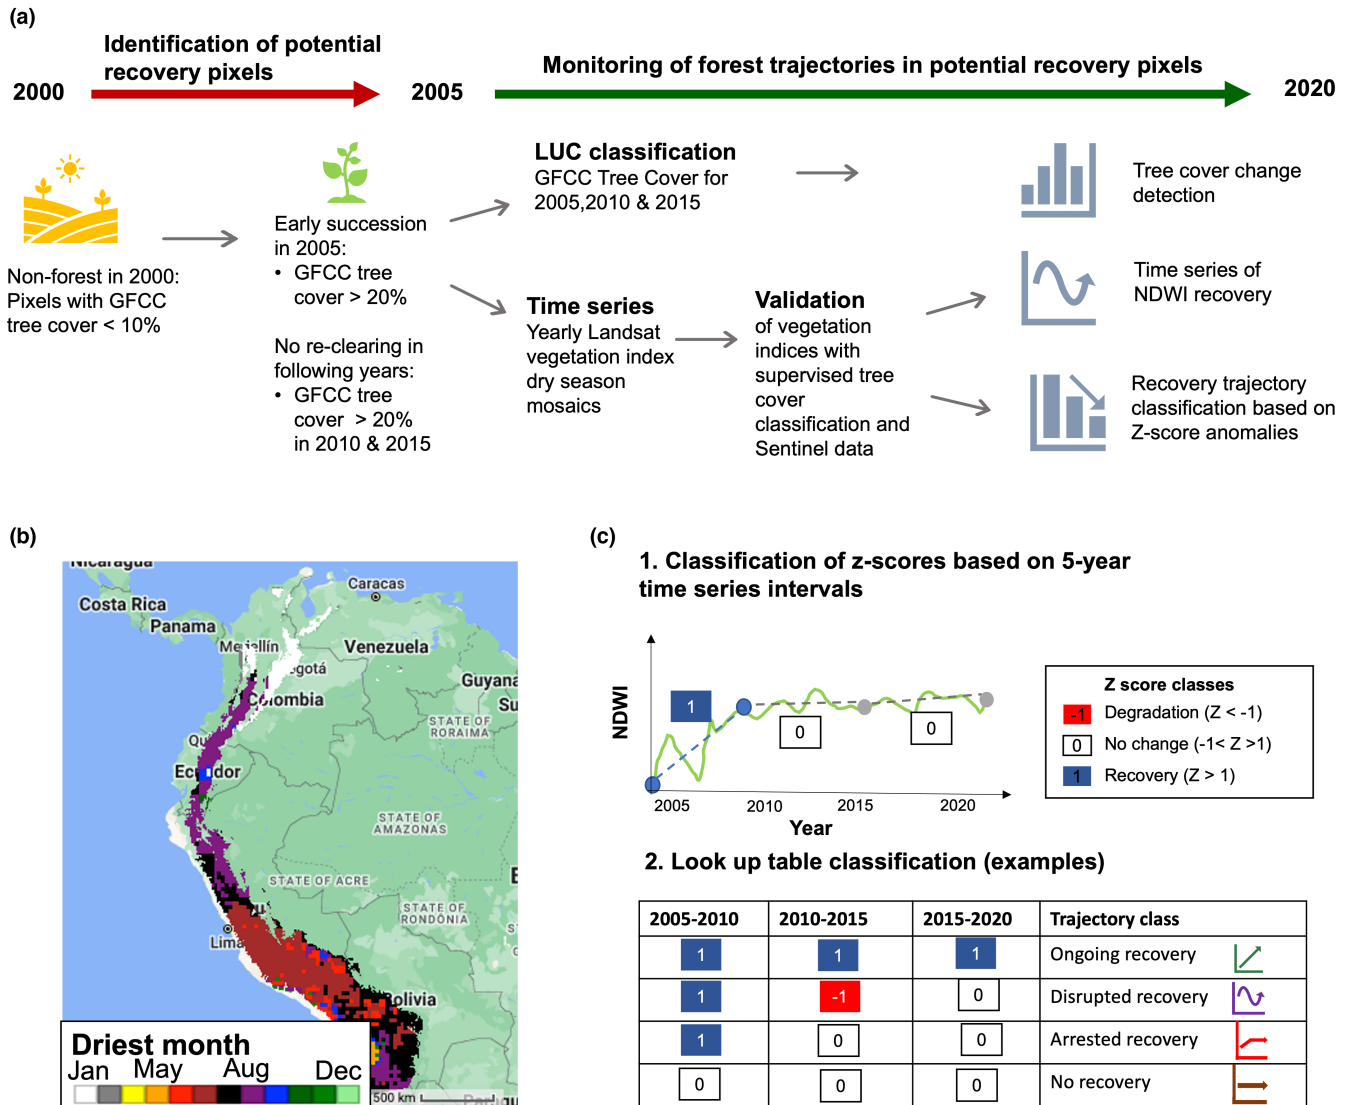 (a)
Identification of potential
recovery pixels
Monitoring of forest trajectories in potential recovery pixels
2000
2005
2020
Non-forest in 2000:
Pixels with GFCC
tree cover < 10%
Early succession
in 2005:
• GFCC tree
cover > 20%
No re-clearing in
following years:
• GFCC tree
cover > 20%
in 2010 & 2015
LUC classification
GFCC Tree Cover for
2005,2010 & 2015
Time series
Yearly Landsat
vegetation index
dry season
mosaics
Validation
of vegetation
indices with
supervised tree
cover
classification and
Sentinel data
Tree cover change
detection
Time series of
NDWI recovery
Recovery trajectory
classification based on
Z-score anomalies
(b)
Nicaragua
Caracas
Costa Rica
Panama
Medellín
Venezuela
gotá
Guyana
Colombia
Su
STATE OF
RORAIMA
Qu
Ecuador
STATE OF
AMAZONAS
STATE OF ACRE
STATE OF
RONDÔNIA
Lima
Bolivia
Driest month
Jan May Aug Dec
500 km
(c)
1. Classification of z-scores based on 5-year
time series intervals
NDWI
1
0
0
2005 2010 2015 2020
Year
Z score classes
-1 Degradation (Z < -1)
0 No change (-1< Z >1)
1 Recovery (Z > 1)
2. Look up table classification (examples)
2005-2010 2010-2015 2015-2020 Trajectory class
1 1 1 Ongoing recovery
1 -1 0 Disrupted recovery
1 0 0 Arrested recovery
0 0 0 No recovery